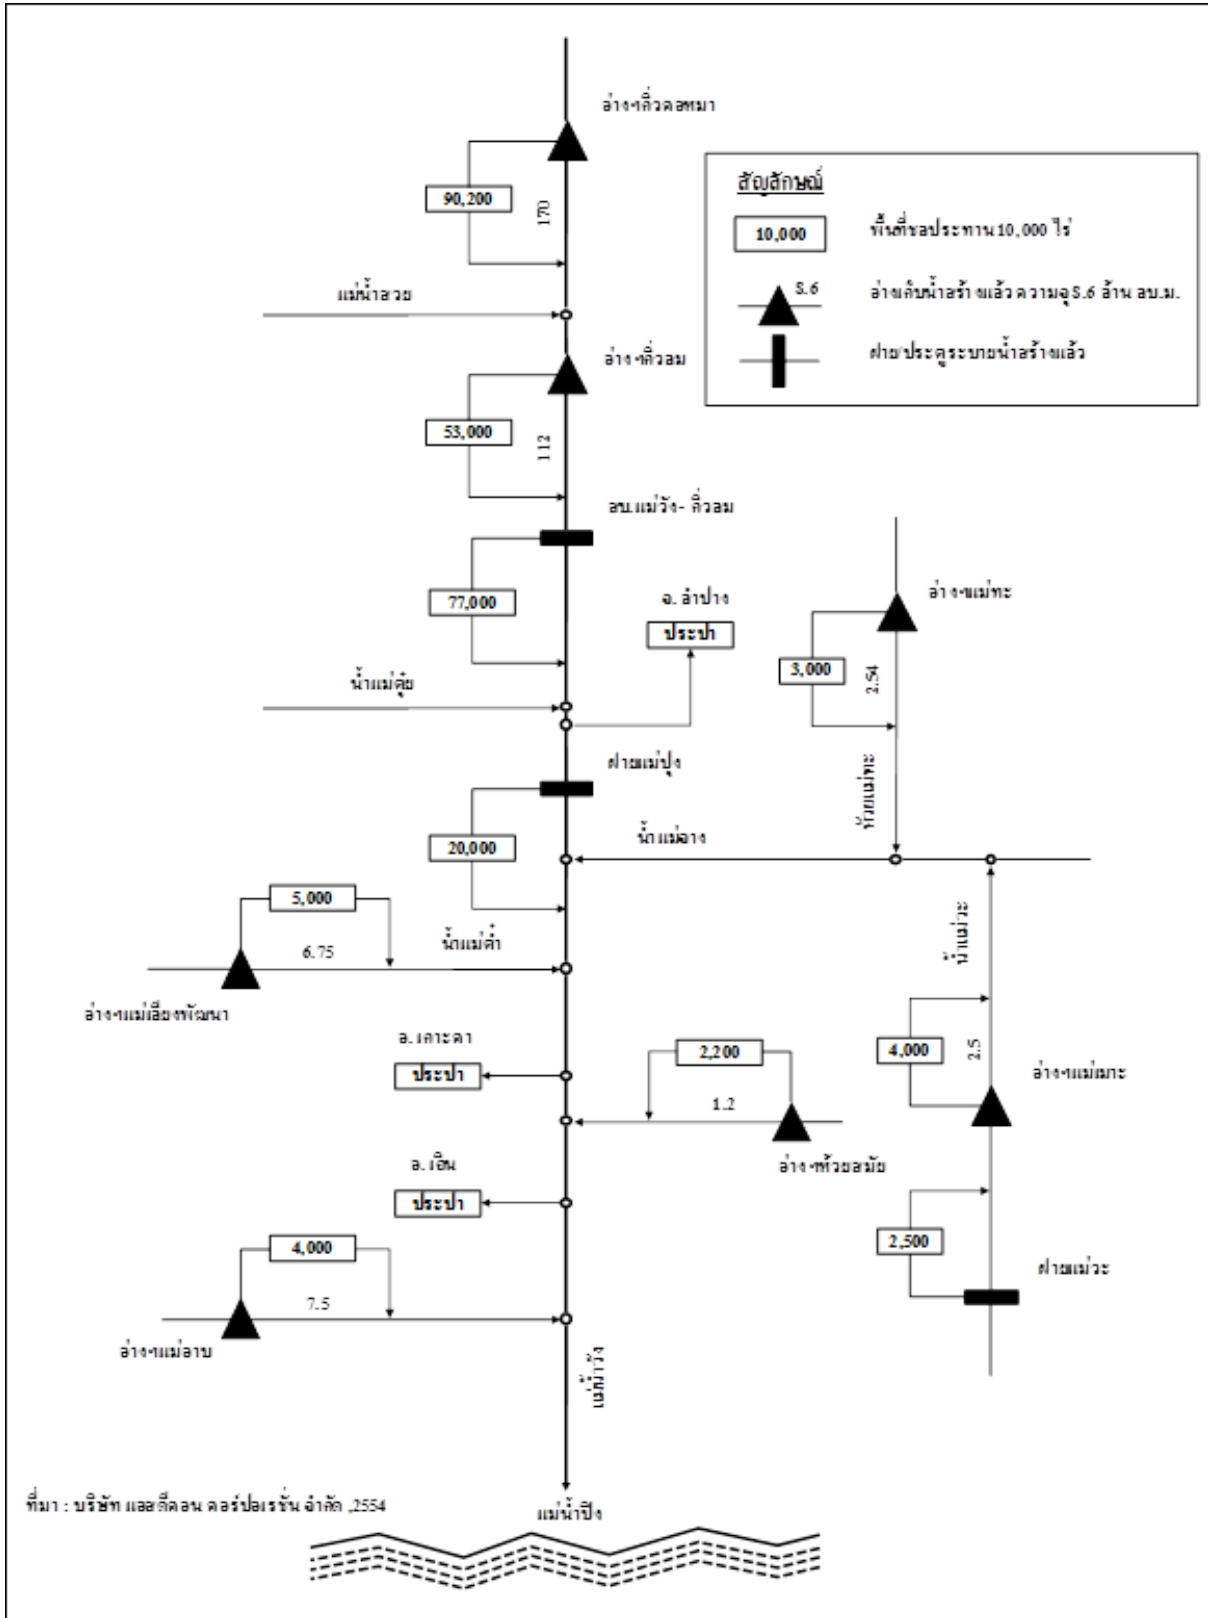 อ่างฯกิ่วคอหมา
90,200
170
แม่น้ำสวย
อ่างฯกิ่วลม
53,000
112
สัญลักษณ์
10,000
พื้นที่ชลประทาน 10,000 ไร่
8.6
อ่างเก็บน้ำสร้างแล้ว ความจุ 8.6 ล้าน ลบ.ม.
ฝาย/ประตูระบายน้ำสร้างแล้ว
คบ.แม่วัง - กิ่วลม
77,000
จ. ลำปาง
ประปา
อ่างฯแม่ทะ
3,000
2.54
น้ำแม่ตุ๋ย
ฝายแม่ปุง
ห้วยแม่ทะ
20,000
น้ำแม่จาง
5,000
6.75
น้ำแม่ต๋ำ
น้ำแม่วะ
อ่างฯแม่เลียงพัฒนา
อ. เกาะคา
ประปา
2,200
1.2
4,000
2.5
อ่างฯแม่เมาะ
อ่างฯห้วยสมัย
อ. เถิน
ประปา
4,000
7.5
2,500
ฝายแม่วะ
อ่างฯแม่อาบ
แม่น้ำวัง
ที่มา : บริษัท แอสดีคอน คอร์ปอเรชั่น จำกัด ,2554
แม่น้ำปิง